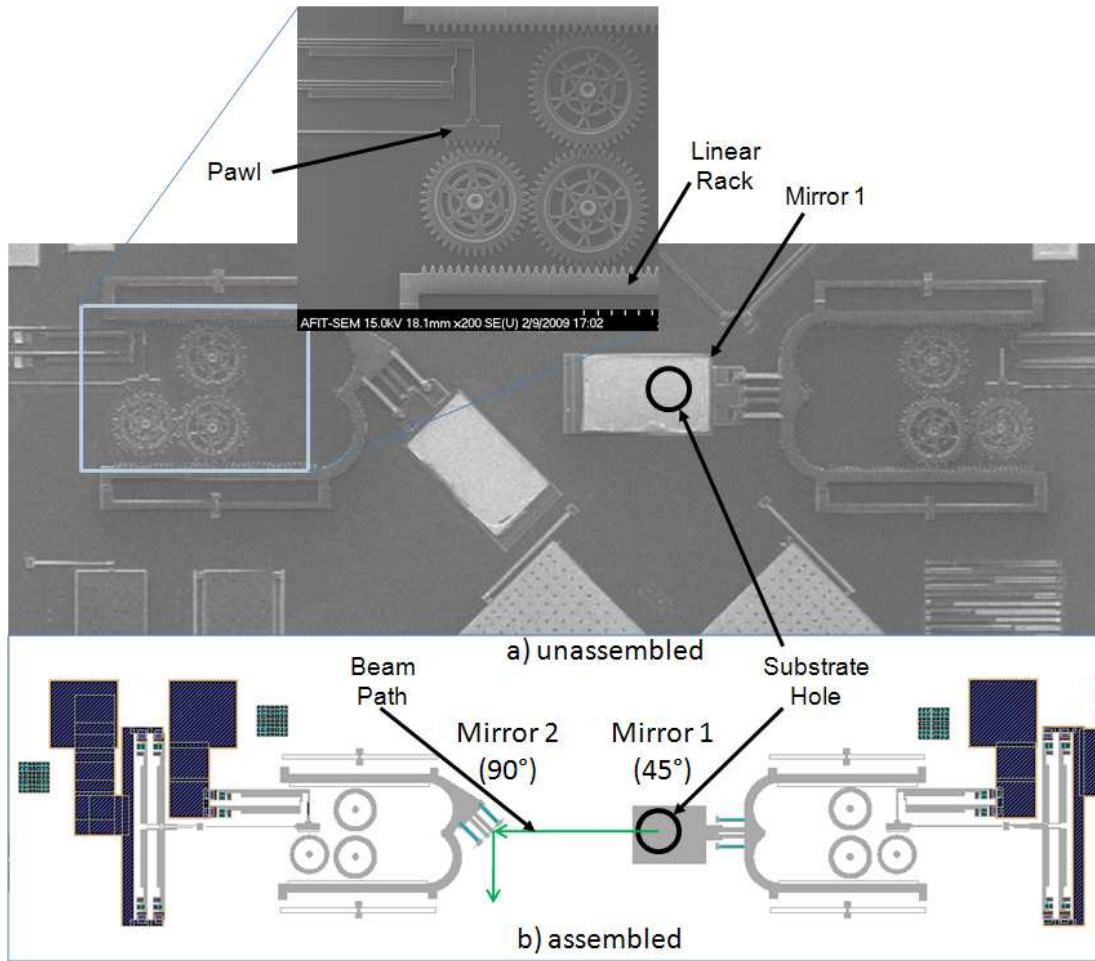 Pawl
Linear
Rack
Mirror 1
AFIT-SEM 15.0kV 18.1mm x200 SE(U) 2/9/2009 17:02
a) unassembled
Beam
Path
Substrate
Hole
Mirror 2
(90°)
Mirror 1
(45°)
b) assembled